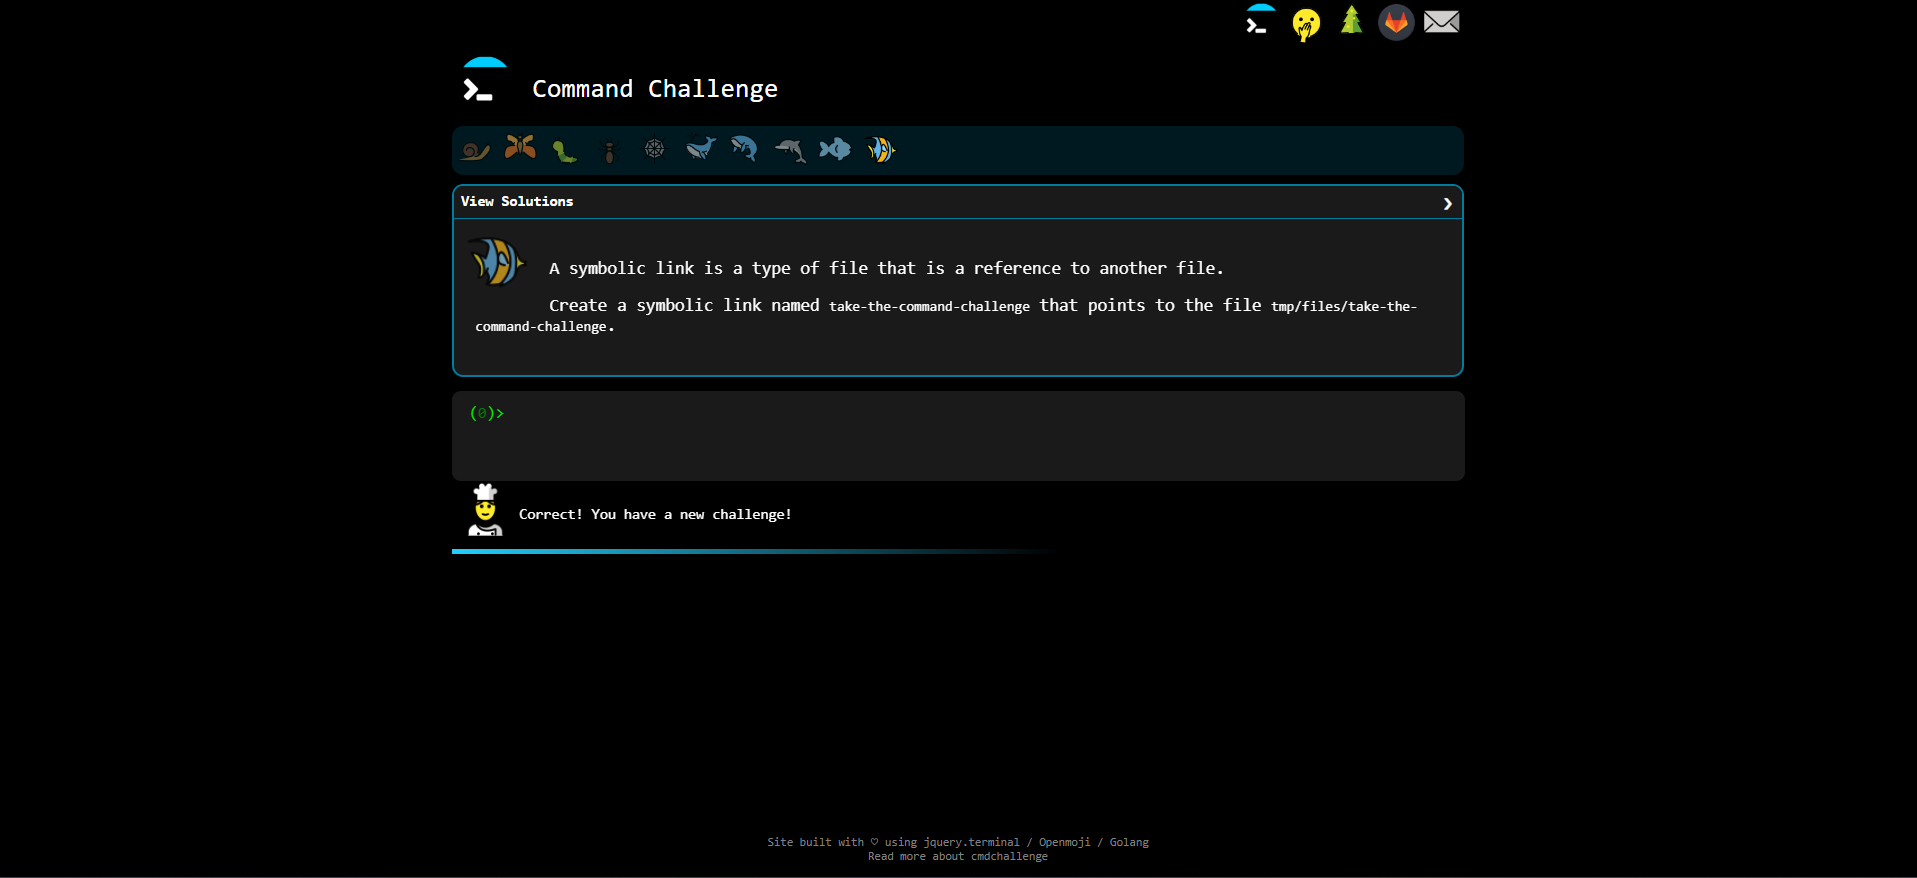 Command Challenge
View Solutions
A symbolic link is a type of file that is a reference to another file.
Create a symbolic link named take-the-command-challenge that points to the file tmp/files/take-the-
command-challenge.
(0)>
Correct! You have a new challenge!
Site built with ♡ using jquery.terminal / Openmoji / Golang
Read more about cmdchallenge